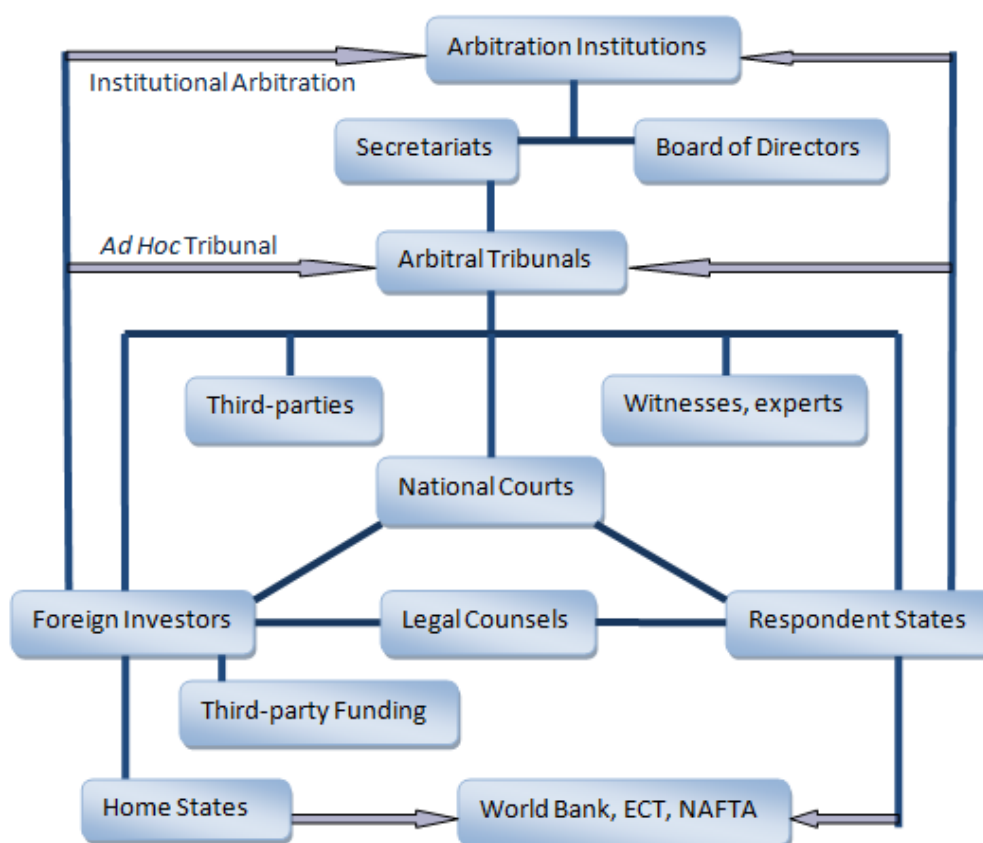 Arbitration Institutions
Institutional Arbitration
Secretariats
Board of Directors
Ad Hoc Tribunal
Arbitral Tribunals
Third-parties
Witnesses, experts
National Courts
Foreign Investors
Legal Counsels
Respondent States
Third-party Funding
Home States
World Bank, ECT, NAFTA